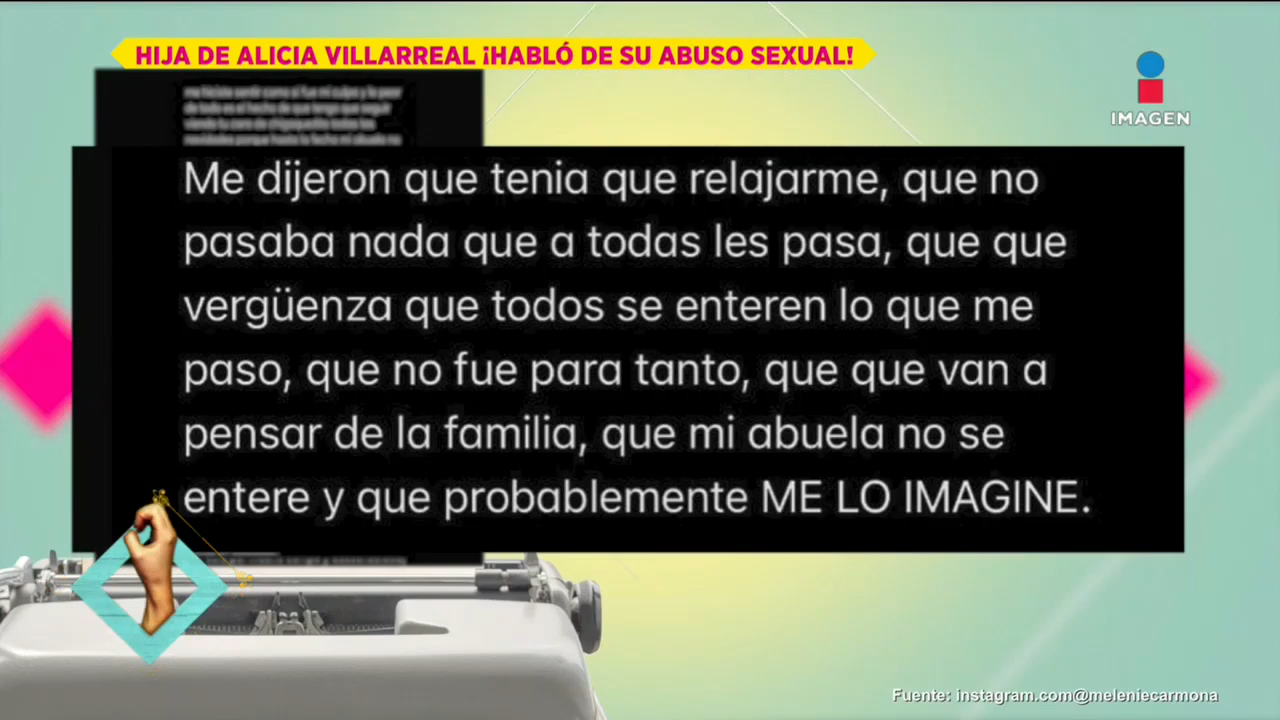 HIJA DE ALICIA VILLARREAL ¡HABLÓ DE SU ABUSO SEXUAL!
IMAGEN
Me dijeron que tenia que relajarme, que no
pasaba nada que a todas les pasa, que que
vergüenza que todos se enteren lo que me
paso, que no fue para tanto, que que van a
pensar de la familia, que mi abuela no se
entere y que probablemente ME LO IMAGINE.
Fuente: instagram.com@meleniecarmona